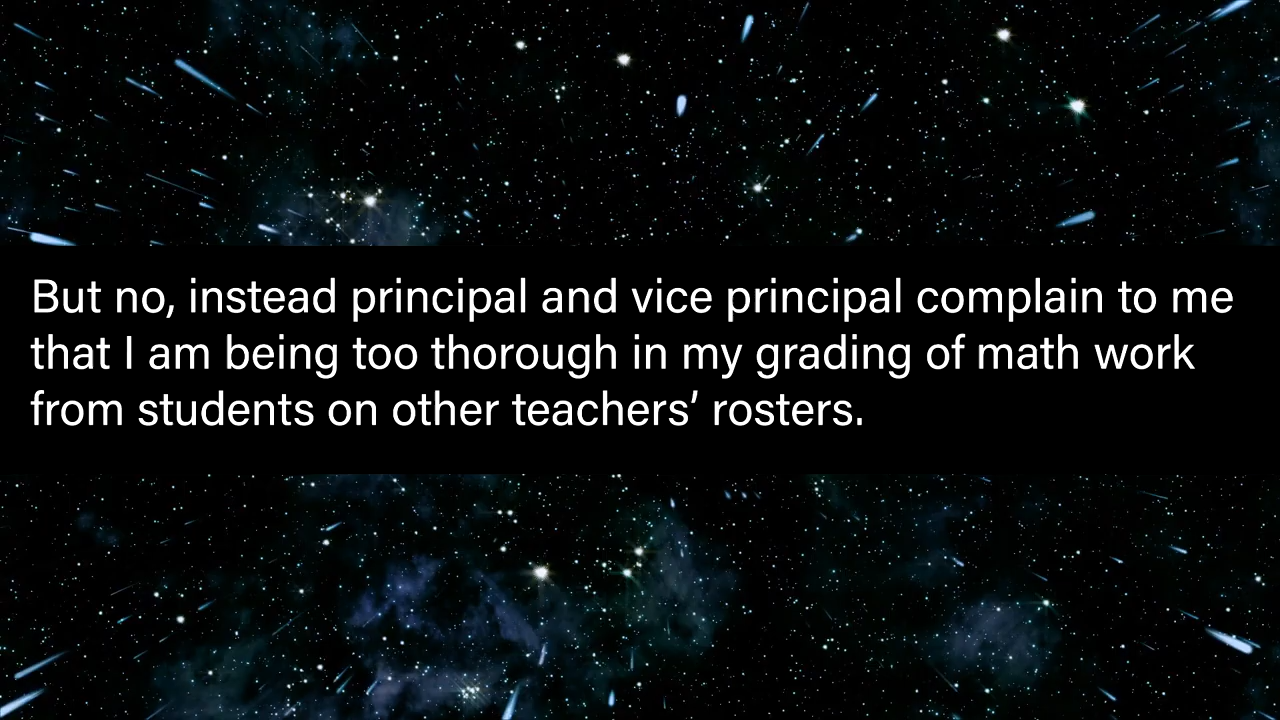 But no, instead principal and vice principal complain to me
that I am being too thorough in my grading of math work
from students on other teachers’ rosters.